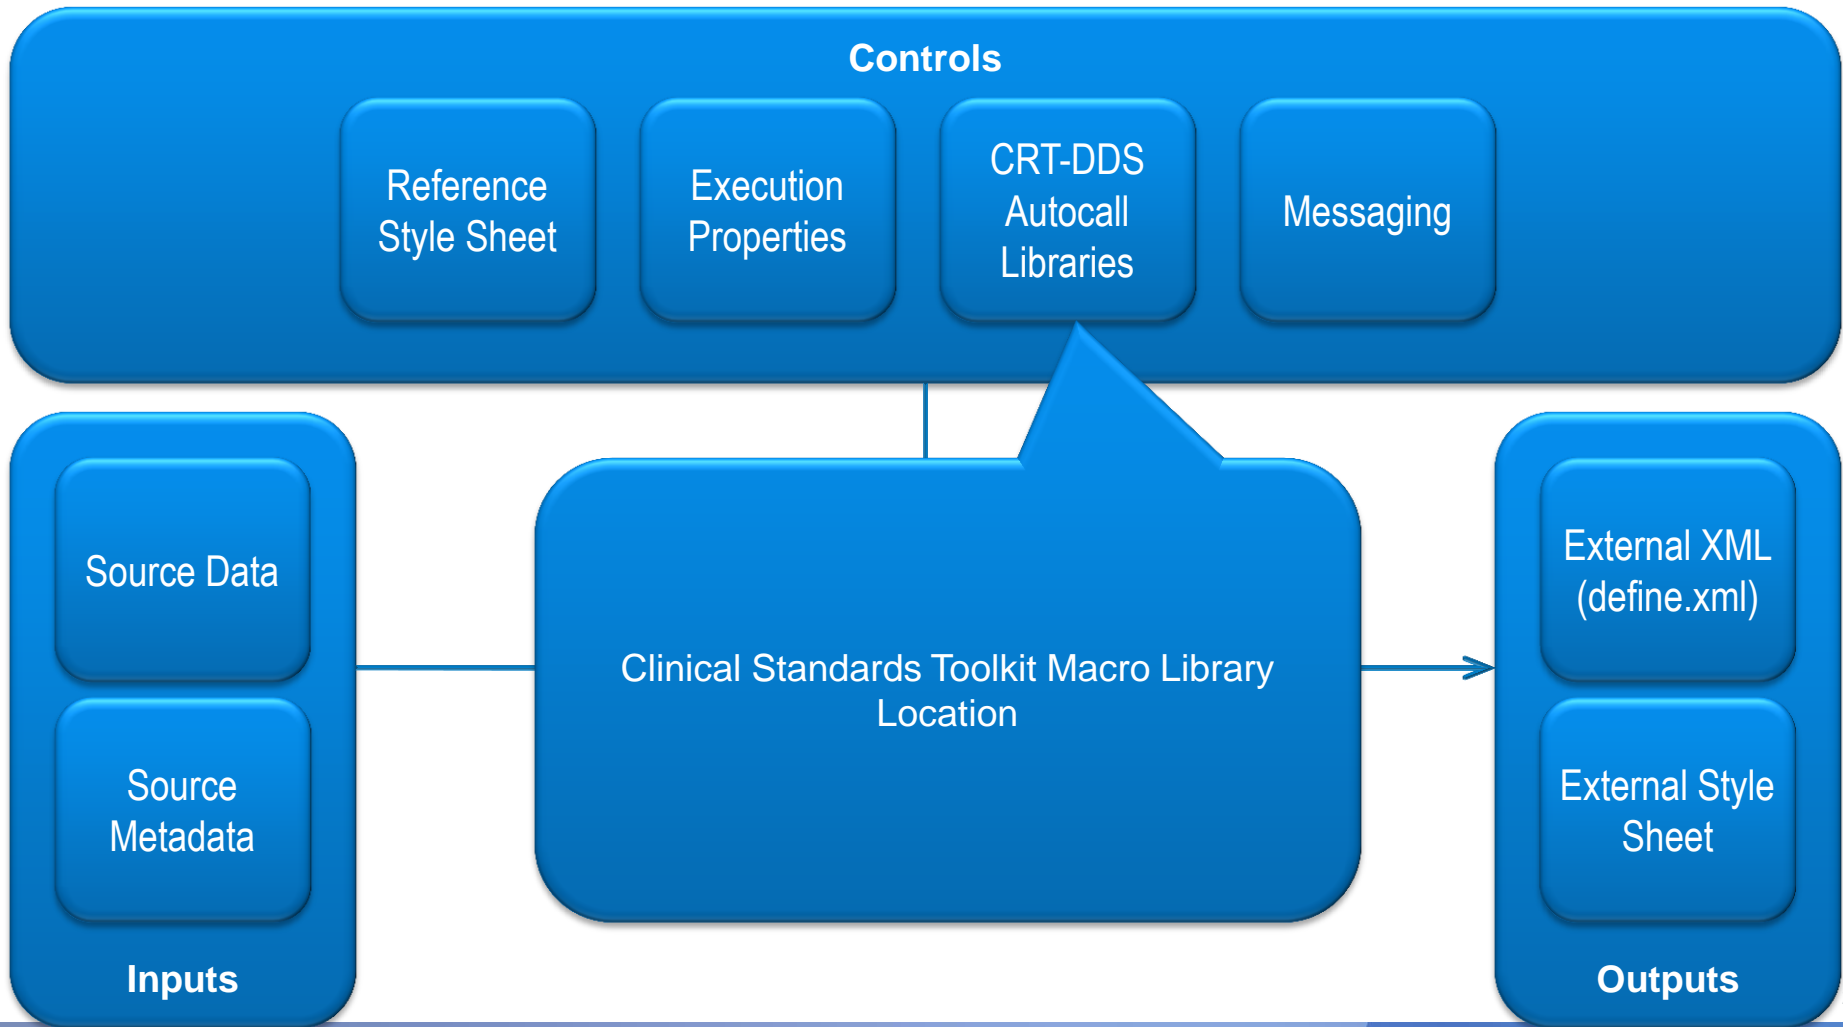 Controls
Reference
Style Sheet
Execution
Properties
CRT-DDS
Autocall
Libraries
Messaging
Source Data
Source
Metadata
Inputs
Clinical Standards Toolkit Macro Library
Location
External XML
(define.xml)
External Style
Sheet
Outputs